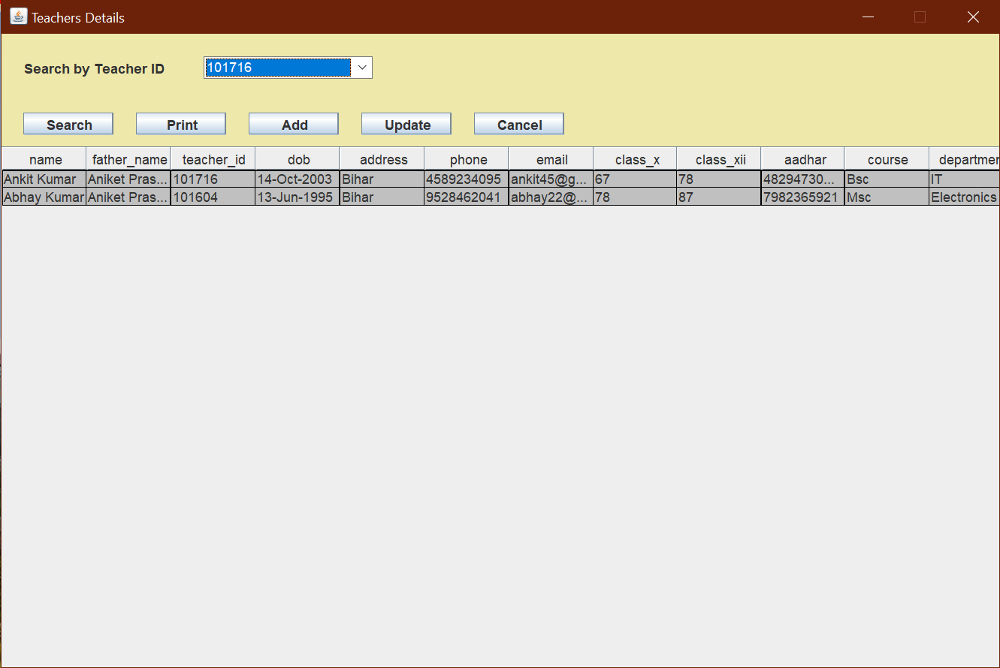 Teachers Details
Search by Teacher ID 101716
Search Print Add Update Cancel
name father_name teacher_id dob address phone email class_x class_xii aadhar course departmen
Ankit Kumar Aniket Pras... 101716 14-Oct-2003 Bihar 4589234095 ankit45@g... 67 78 48294730... Bsc IT
Abhay Kumar Aniket Pras... 101604 13-Jun-1995 Bihar 9528462041 abhay22@... 78 87 7982365921 Msc Electronics